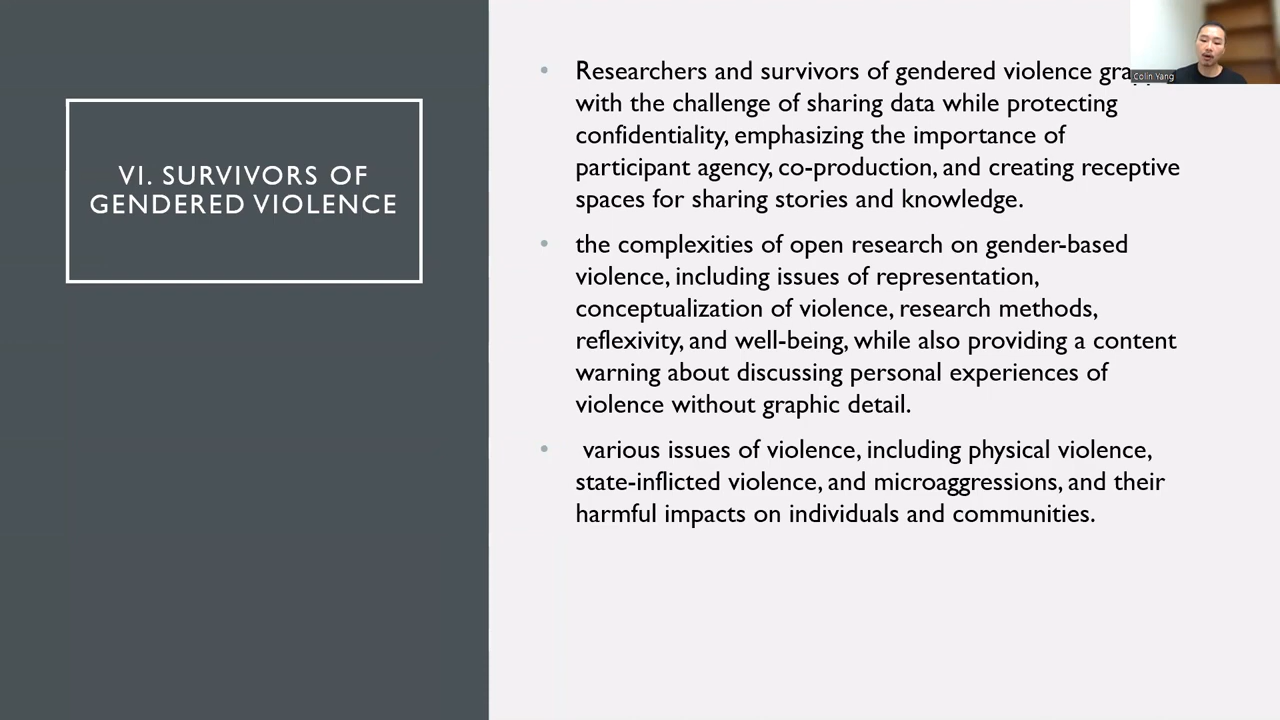 VI. SURVIVORS OF
GENDERED VIOLENCE
Researchers and survivors of gendered violence
with the challenge of sharing data while protecting
confidentiality, emphasizing the importance of
participant agency, co-production, and creating receptive
spaces for sharing stories and knowledge.
the complexities of open research on gender-based
violence, including issues of representation,
conceptualization of violence, research methods,
reflexivity, and well-being, while also providing a content
warning about discussing personal experiences of
violence without graphic detail.
various issues of violence, including physical violence,
state-inflicted violence, and microaggressions, and their
harmful impacts on individuals and communities.
Colin Yang